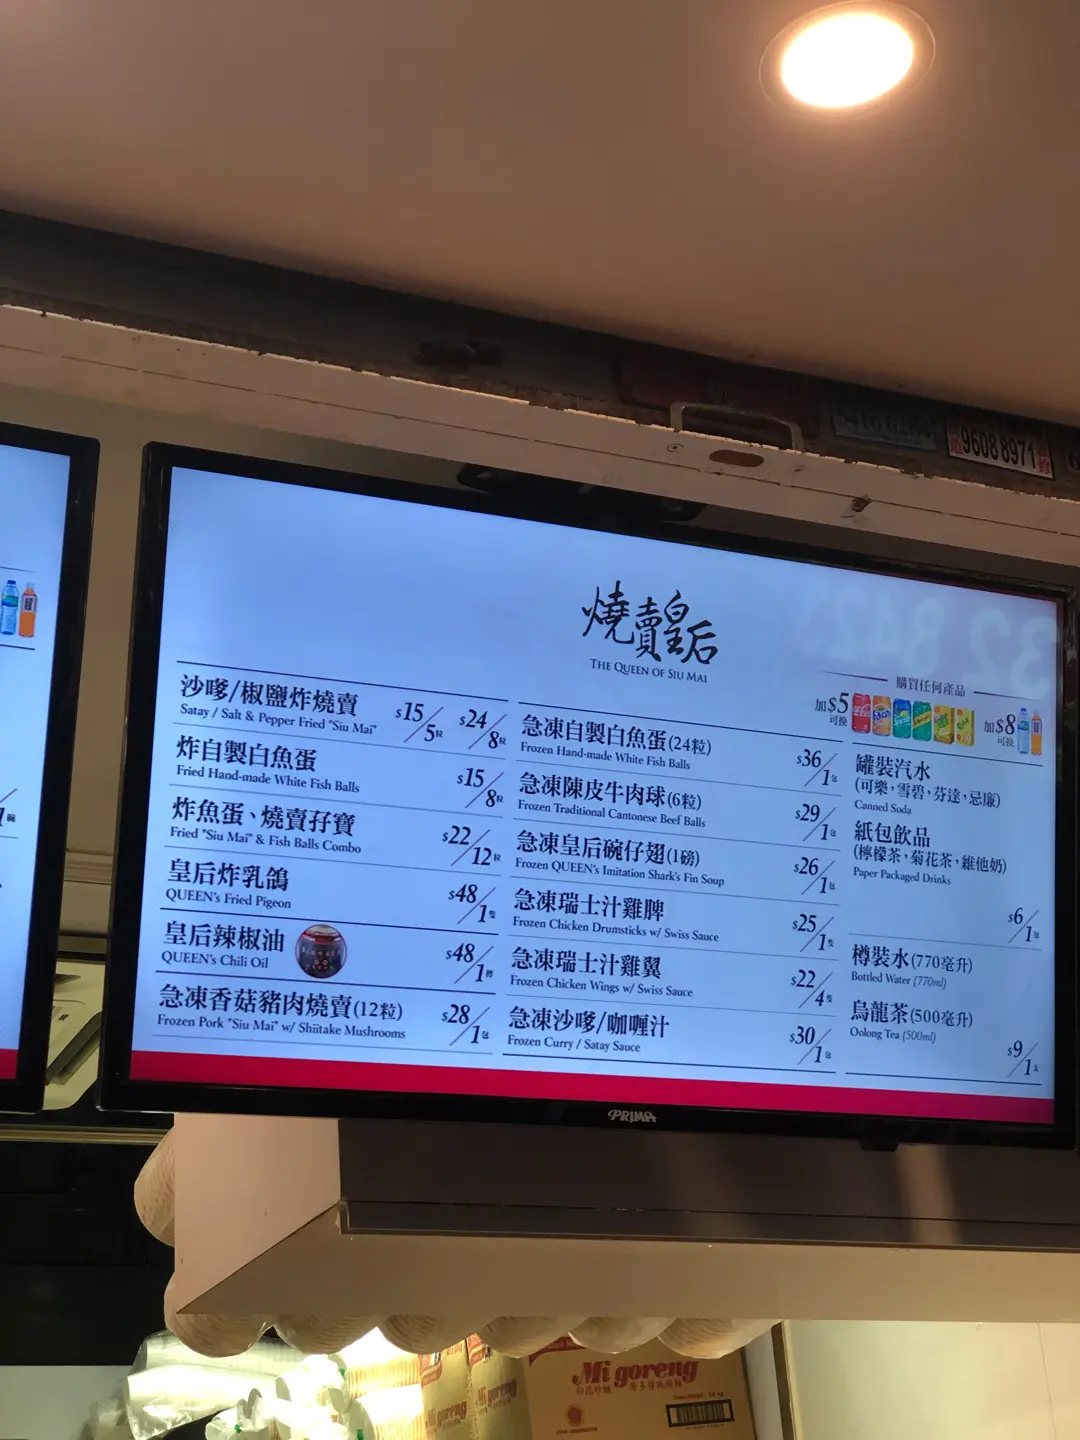 9608 8971
燒賣皇后
THE QUEEN OF SIU MAI
沙嗲/椒鹽炸燒賣 $15/5粒 $24/8粒
Satay / Salt & Pepper Fried "Siu Mai"
炸自製白魚蛋 $15/8粒
Fried Hand-made White Fish Balls
炸魚蛋、燒賣孖寶 $22/12粒
Fried "Siu Mai" & Fish Balls Combo
皇后炸乳鴿 $48/1隻
QUEEN's Fried Pigeon
皇后辣椒油 $48/1樽
QUEEN's Chili Oil
急凍香菇豬肉燒賣(12粒) $28/1包
Frozen Pork "Siu Mai" w/ Shiitake Mushrooms
急凍自製白魚蛋(24粒) $36/1包
Frozen Hand-made White Fish Balls
急凍陳皮牛肉球(6粒) $29/1包
Frozen Traditional Cantonese Beef Balls
急凍皇后碗仔翅(1磅) $26/1包
Frozen QUEEN's Imitation Shark's Fin Soup
急凍瑞士汁雞髀 $25/1隻
Frozen Chicken Drumsticks w/ Swiss Sauce
急凍瑞士汁雞翼 $22/4隻
Frozen Chicken Wings w/ Swiss Sauce
急凍沙嗲/咖喱汁 $30/1包
Frozen Curry / Satay Sauce
購買任何產品
加$5可換
加$8可換
罐裝汽水
(可樂，雪碧，芬達，忌廉)
Canned Soda
紙包飲品
(檸檬茶，菊花茶，維他奶)
Paper Packaged Drinks
$6/1包
樽裝水(770毫升)
Bottled Water (770ml)
烏龍茶(500毫升)
Oolong Tea (500ml)
$9/1支
PRIMA
Mi goreng
Mi goreng
Mi goreng